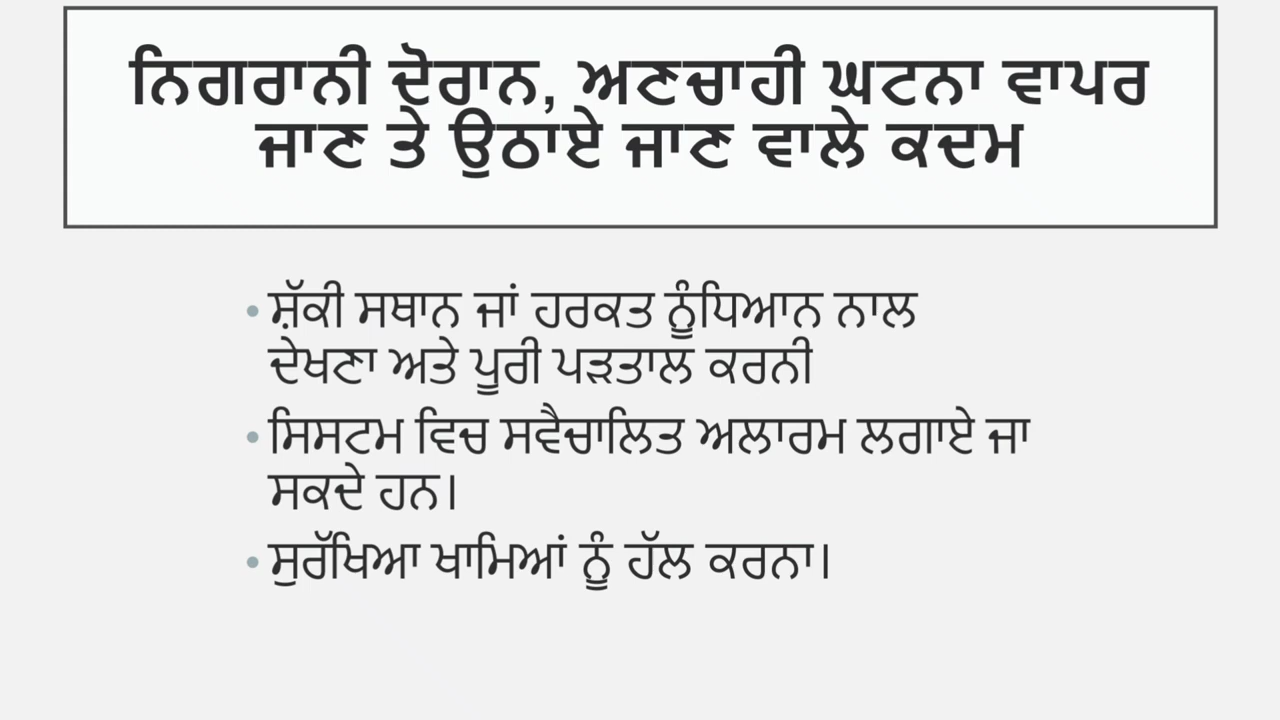 ਨਿਗਰਾਨੀ ਦੋਰਾਨ, ਅਣਚਾਹੀ ਘਟਨਾ ਵਾਪਰ
ਜਾਣ ਤੇ ਉਠਾਏ ਜਾਣ ਵਾਲੇ ਕਦਮ
• ਸ਼ੱਕੀ ਸਥਾਨ ਜਾਂ ਹਰਕਤ ਨੂੰਧਿਆਨ ਨਾਲ
ਦੇਖਣਾ ਅਤੇ ਪੂਰੀ ਪੜਤਾਲ ਕਰਨੀ
• ਸਿਸਟਮ ਵਿਚ ਸਵੈਚਾਲਿਤ ਅਲਾਰਮ ਲਗਾਏ ਜਾ
ਸਕਦੇ ਹਨ।
• ਸੁਰੱਖਿਆ ਖਾਮਿਆਂ ਨੂੰ ਹੱਲ ਕਰਨਾ।